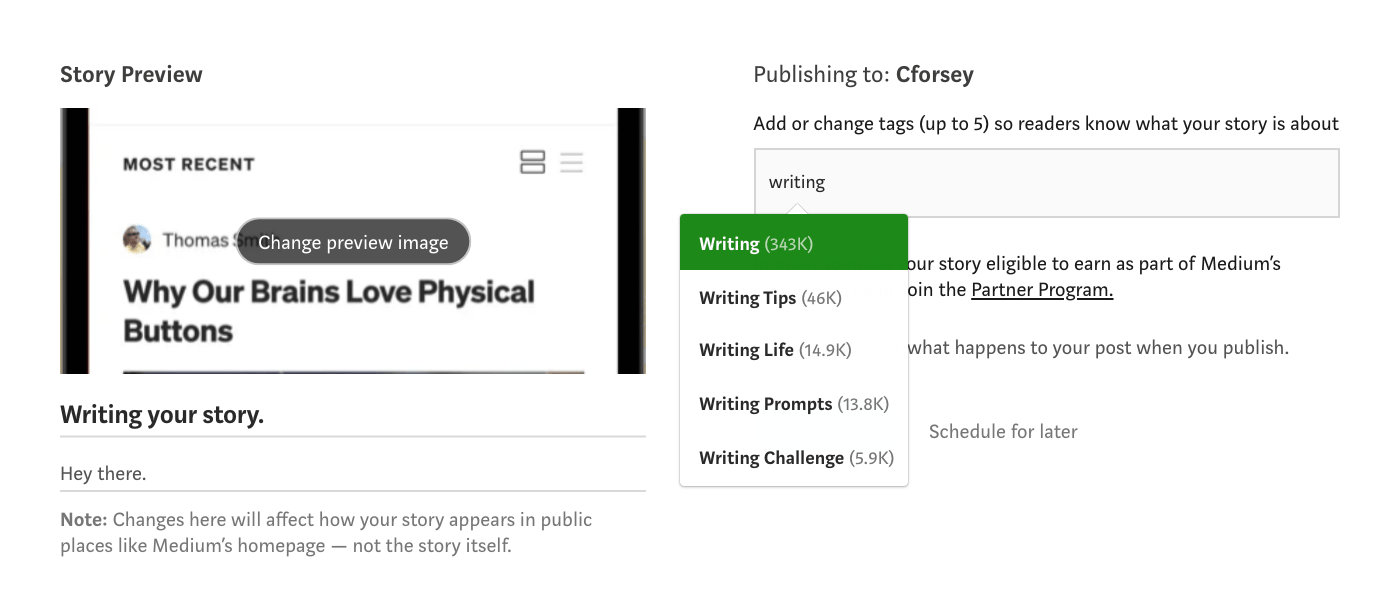 Story Preview
MOST RECENT
Thomas Smith
Change preview image
Why Our Brains Love Physical
Buttons
Writing your story.
Hey there.
Note: Changes here will affect how your story appears in public
places like Medium’s homepage — not the story itself.
Publishing to: Cforsey
Add or change tags (up to 5) so readers know what your story is about
writing
Writing (343K)
Writing Tips (46K)
Writing Life (14.9K)
Writing Prompts (13.8K)
Writing Challenge (5.9K)
our story eligible to earn as part of Medium’s
oin the Partner Program.
what happens to your post when you publish.
Schedule for later